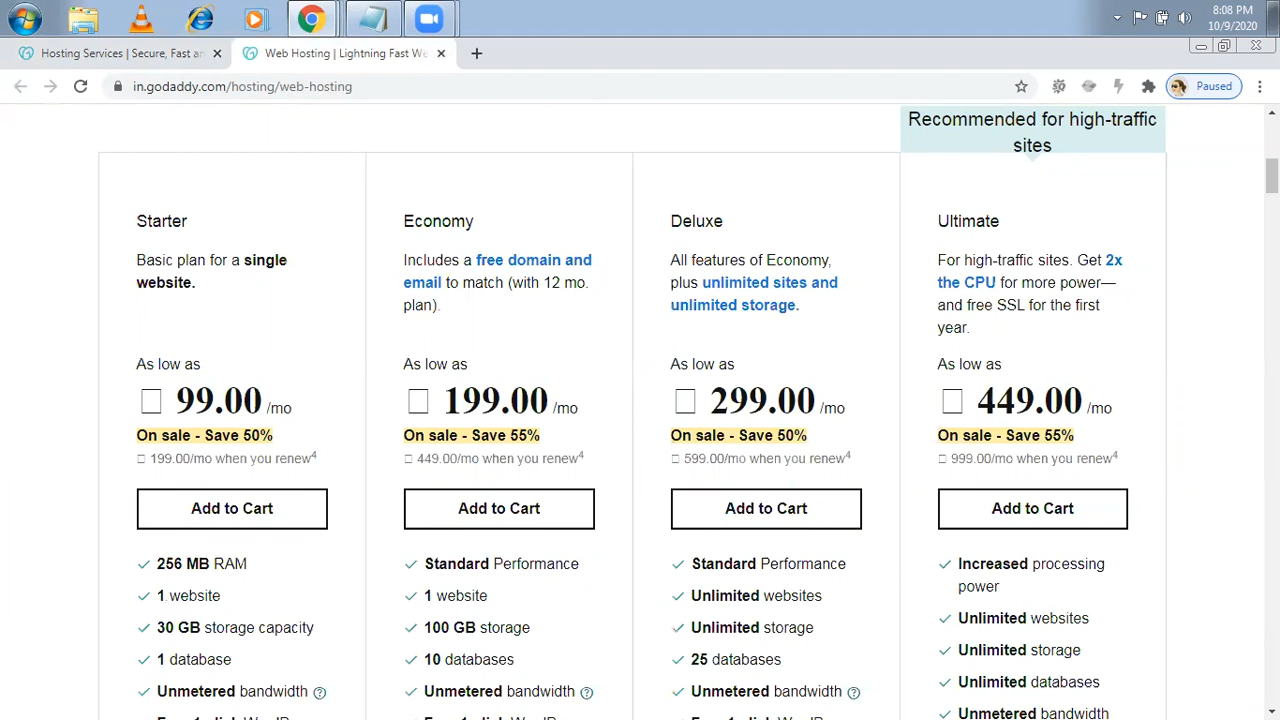 8:08 PM
10/9/2020
Hosting Services | Secure, Fast an
Web Hosting | Lightning Fast We
in.godaddy.com/hosting/web-hosting
Paused
Recommended for high-traffic
sites
Starter
Basic plan for a single
website.
As low as
99.00 /mo
On sale - Save 50%
199.00/mo when you renew4
Add to Cart
256 MB RAM
1 website
30 GB storage capacity
1 database
Unmetered bandwidth ?
Economy
Includes a free domain and
email to match (with 12 mo.
plan).
As low as
199.00 /mo
On sale - Save 55%
449.00/mo when you renew4
Add to Cart
Standard Performance
1 website
100 GB storage
10 databases
Unmetered bandwidth ?
Deluxe
All features of Economy,
plus unlimited sites and
unlimited storage.
As low as
299.00 /mo
On sale - Save 50%
599.00/mo when you renew4
Add to Cart
Standard Performance
Unlimited websites
Unlimited storage
25 databases
Unmetered bandwidth ?
Ultimate
For high-traffic sites. Get 2x
the CPU for more power—
and free SSL for the first
year.
As low as
449.00 /mo
On sale - Save 55%
999.00/mo when you renew4
Add to Cart
Increased processing
power
Unlimited websites
Unlimited storage
Unlimited databases
Unmetered bandwidth